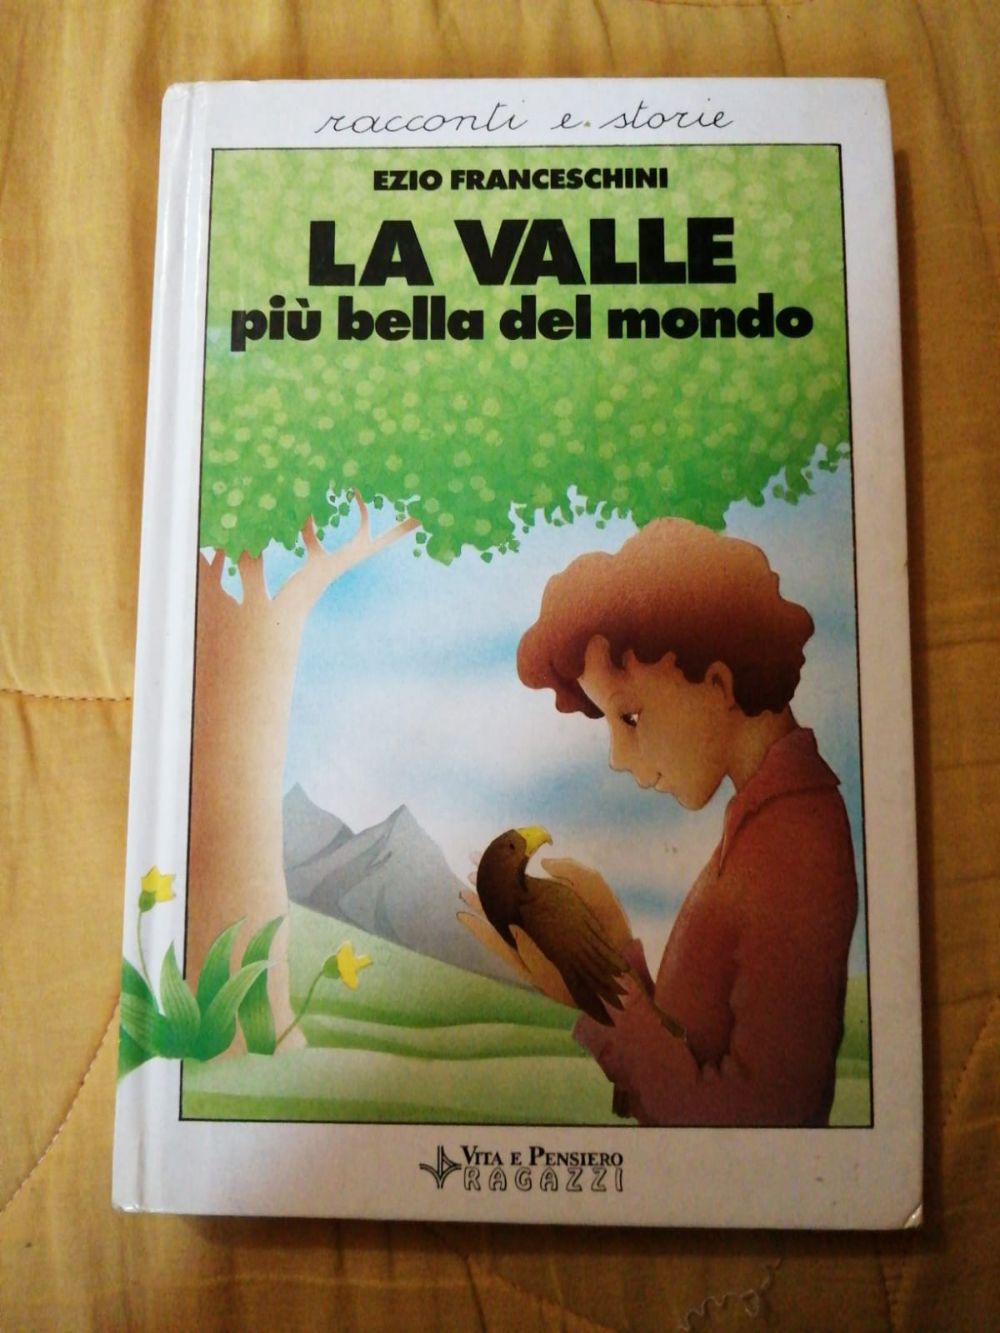 racconti e storie
EZIO FRANCESCHINI
LA VALLE
più bella del mondo
VITA E PENSIERO
RAGAZZI